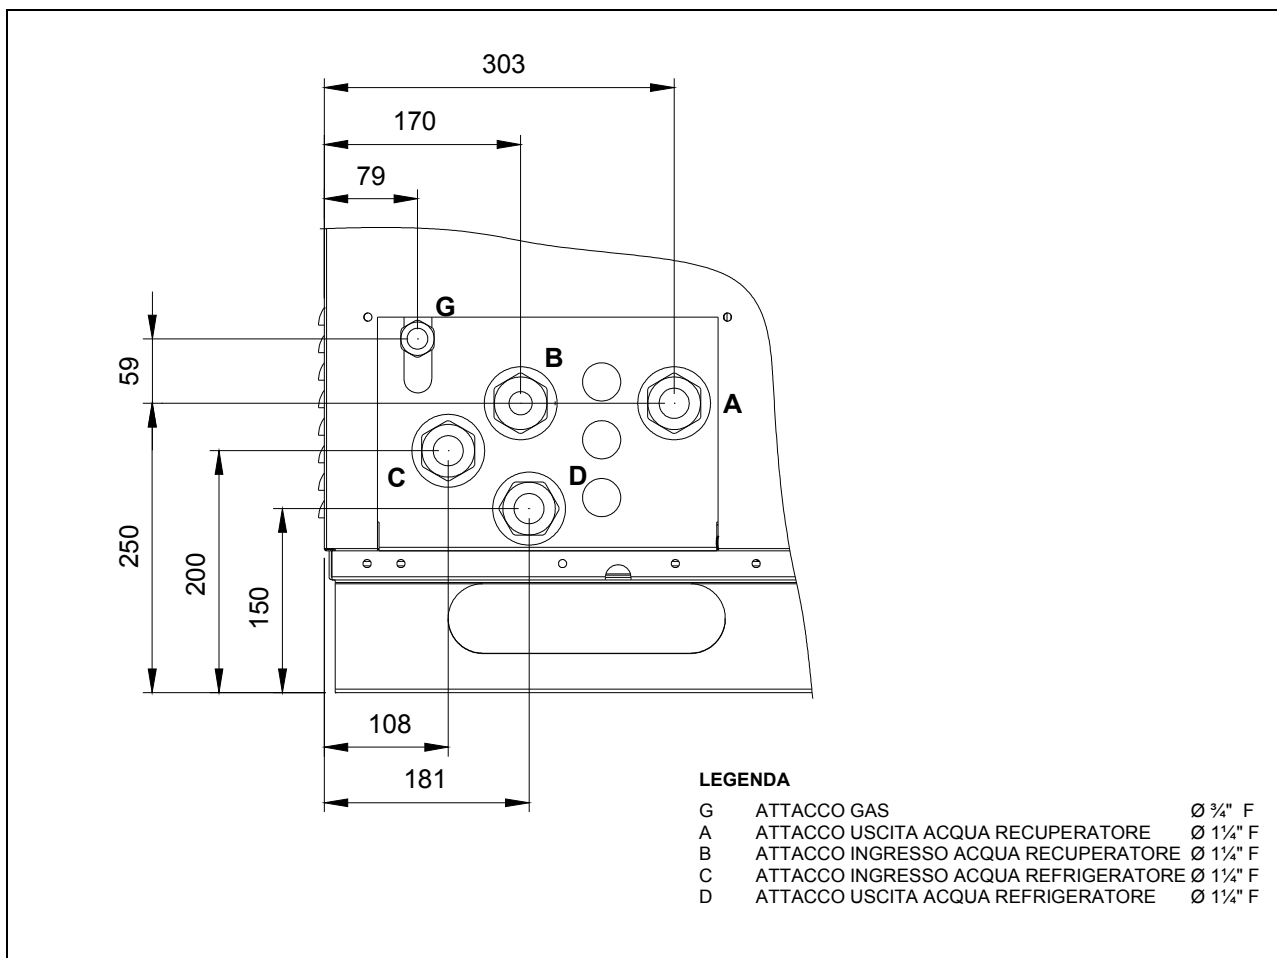 303
170
79
G
59
B
A
C
D
250
200
150
108
181
LEGENDA
G ATTACCO GAS Ø ¾" F
A ATTACCO USCITA ACQUA RECUPERATORE Ø 1¼" F
B ATTACCO INGRESSO ACQUA RECUPERATORE Ø 1¼" F
C ATTACCO INGRESSO ACQUA REFRIGERATORE Ø 1¼" F
D ATTACCO USCITA ACQUA REFRIGERATORE Ø 1¼" F